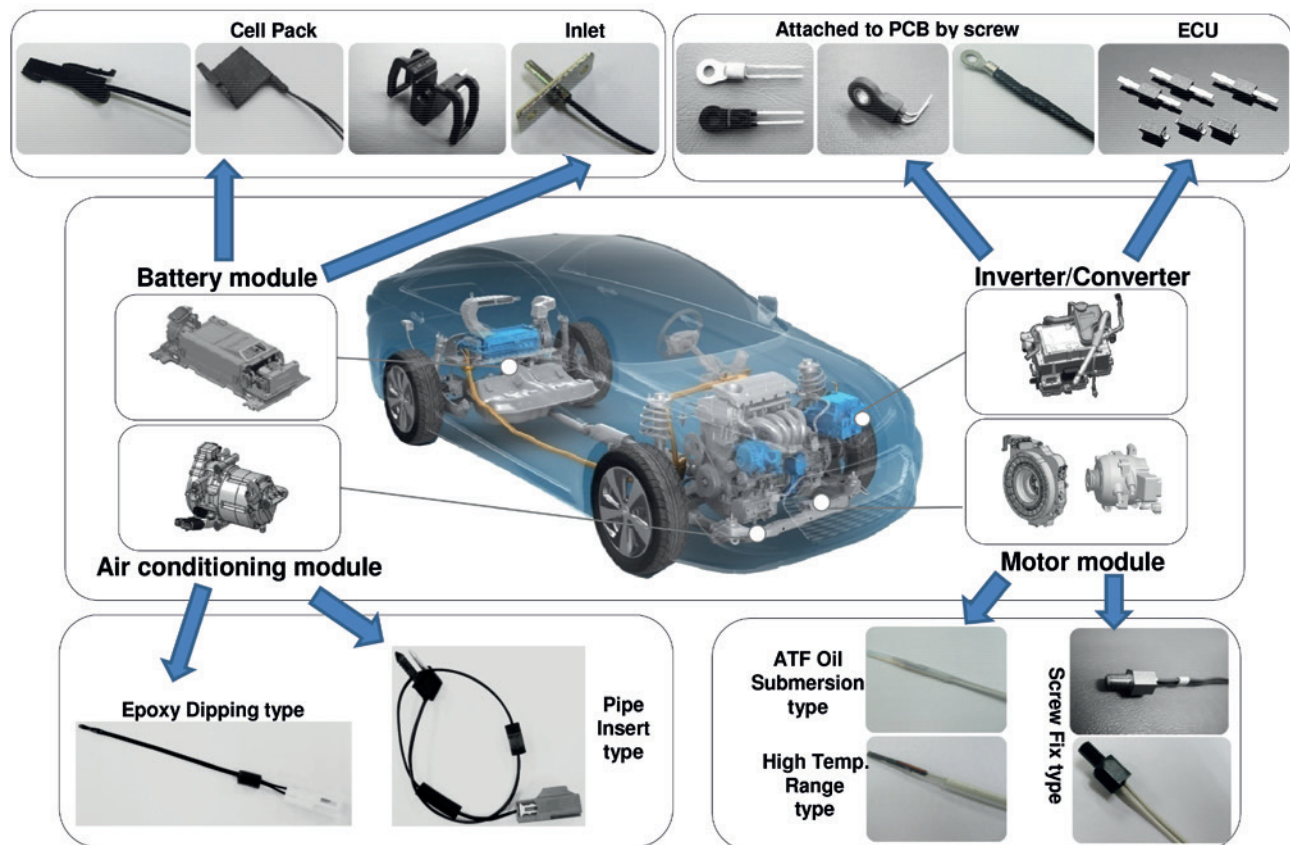 Cell Pack
Inlet
Attached to PCB by screw
ECU
Battery module
Inverter/Converter
Air conditioning module
Motor module
Epoxy Dipping type
Pipe
Insert
type
ATF Oil
Submersion
type
High Temp.
Range
type
Screw Fix type